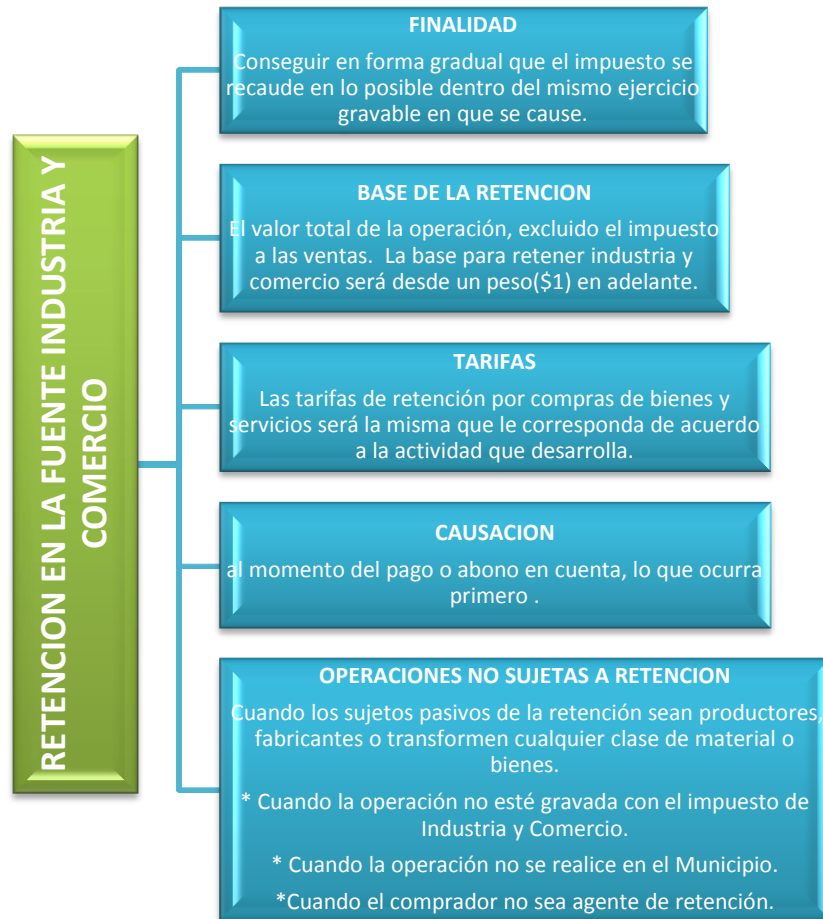 RETENCION EN LA FUENTE INDUSTRIA Y
COMERCIO
FINALIDAD
Conseguir en forma gradual que el impuesto se
recaude en lo posible dentro del mismo ejercicio
gravable en que se cause.
BASE DE LA RETENCION
El valor total de la operación, excluido el impuesto
a las ventas. La base para retener industria y
comercio será desde un peso($1) en adelante.
TARIFAS
Las tarifas de retención por compras de bienes y
servicios será la misma que le corresponda de acuerdo
a la actividad que desarrolla.
CAUSACION
al momento del pago o abono en cuenta, lo que ocurra
primero .
OPERACIONES NO SUJETAS A RETENCION
Cuando los sujetos pasivos de la retención sean productores,
fabricantes o transformen cualquier clase de material o
bienes.
* Cuando la operación no esté gravada con el impuesto de
Industria y Comercio.
* Cuando la operación no se realice en el Municipio.
*Cuando el comprador no sea agente de retención.